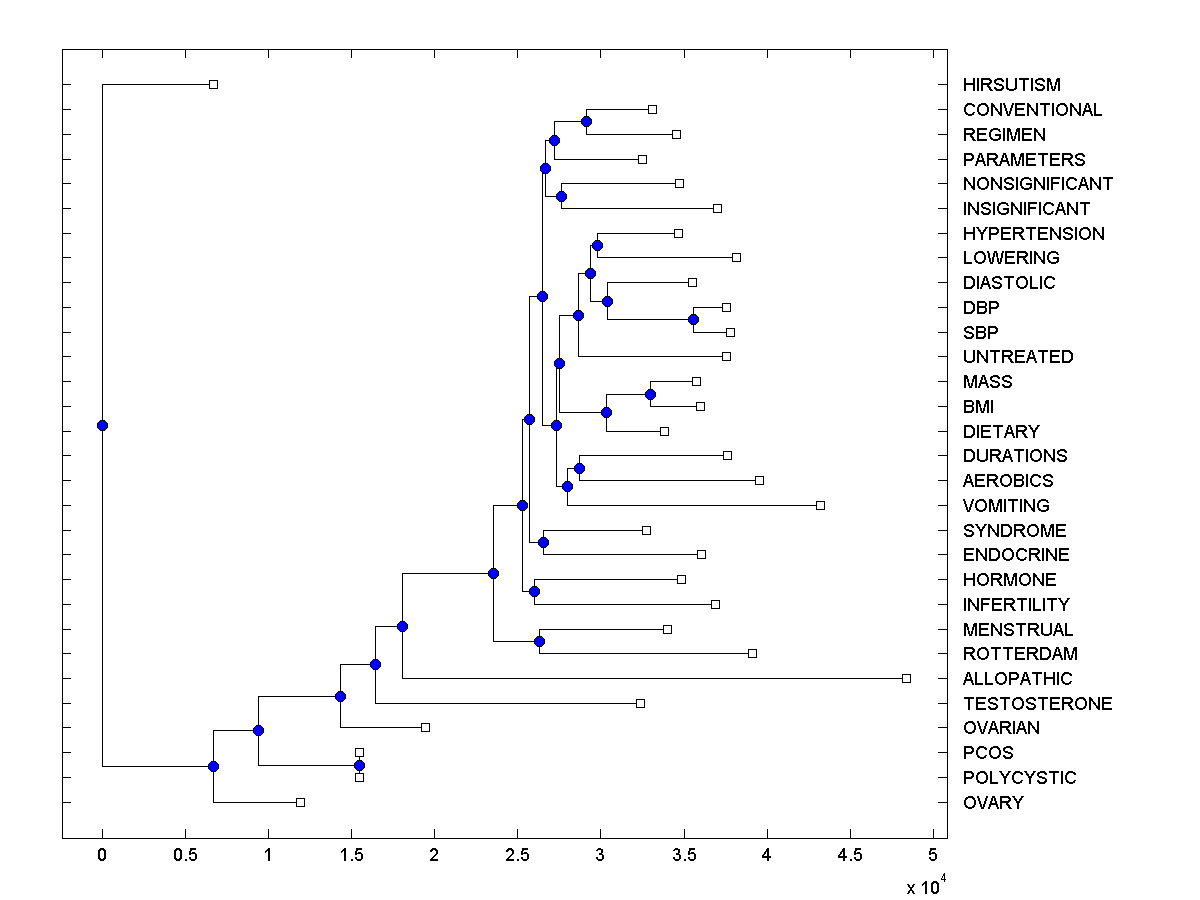 HIRSUTISM
CONVENTIONAL
REGIMEN
PARAMETERS
NONSIGNIFICANT
INSIGNIFICANT
HYPERTENSION
LOWERING
DIASTOLIC
DBP
SBP
UNTREATED
MASS
BMI
DIETARY
DURATIONS
AEROBICS
VOMITING
SYNDROME
ENDOCRINE
HORMONE
INFERTILITY
MENSTRUAL
ROTTERDAM
ALLOPATHIC
TESTOSTERONE
OVARIAN
PCOS
POLYCYSTIC
OVARY
0 0.5 1 1.5 2 2.5 3 3.5 4 4.5 5
x 10^4